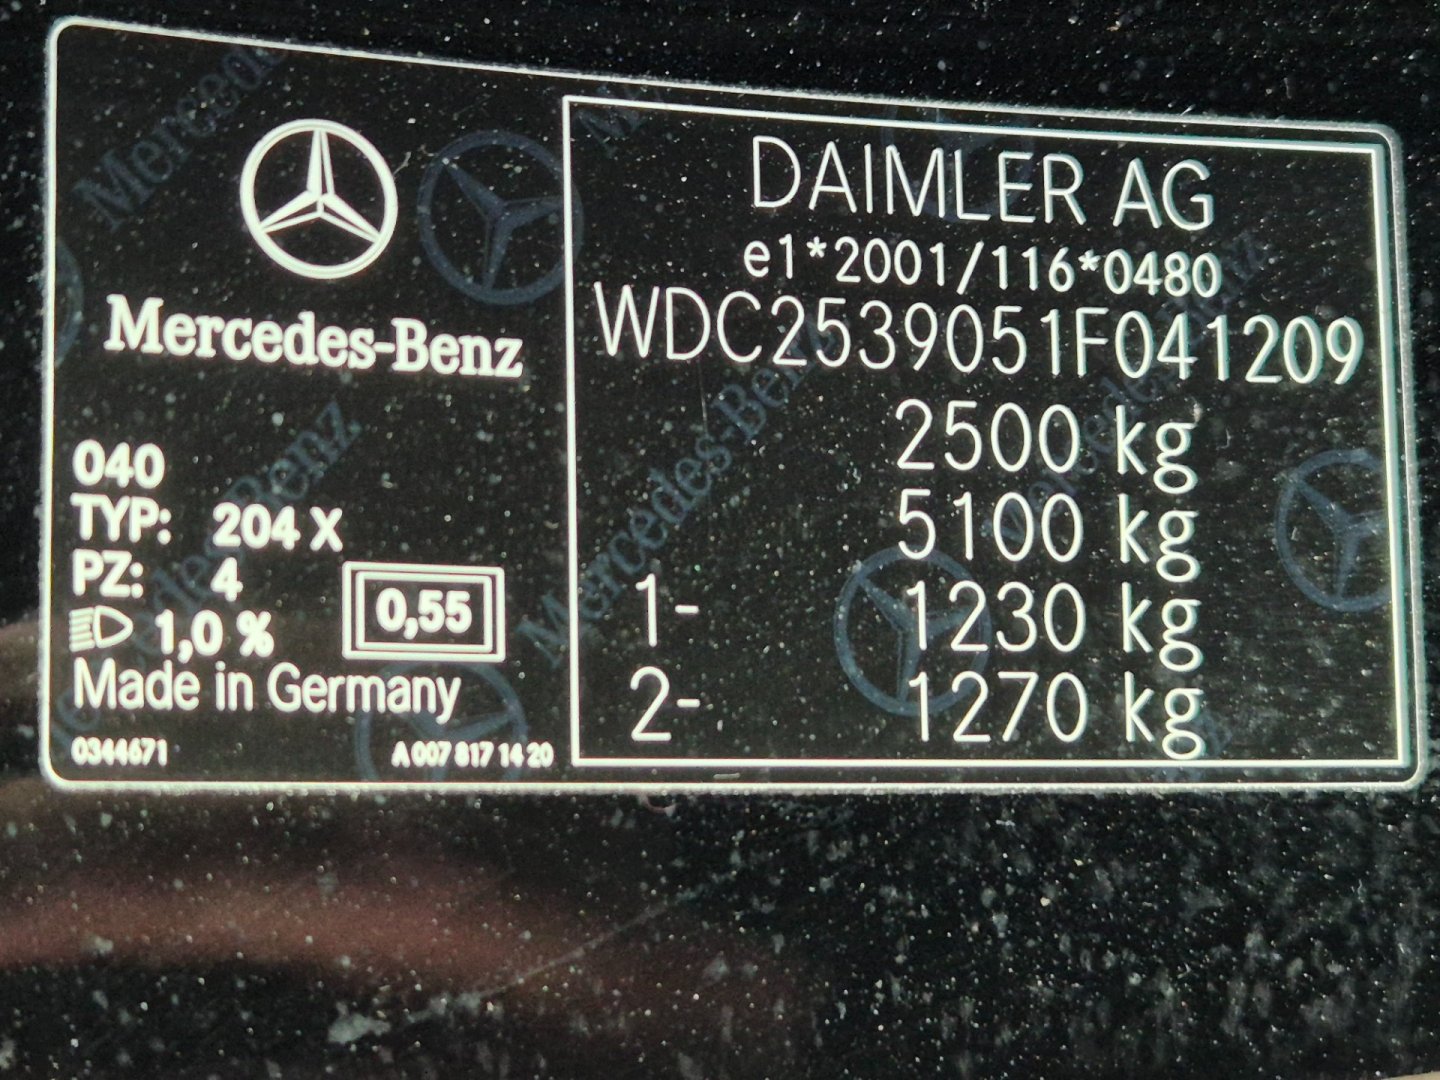 Mercedes-Benz
040
TYP: 204 X
PZ: 4
1,0 %
0,55
Made in Germany
0344671
A 007 817 14 20
DAIMLER AG
e1*2001/116*0480
WDC2539051F041209
2500 kg
5100 kg
1- 1230 kg
2- 1270 kg